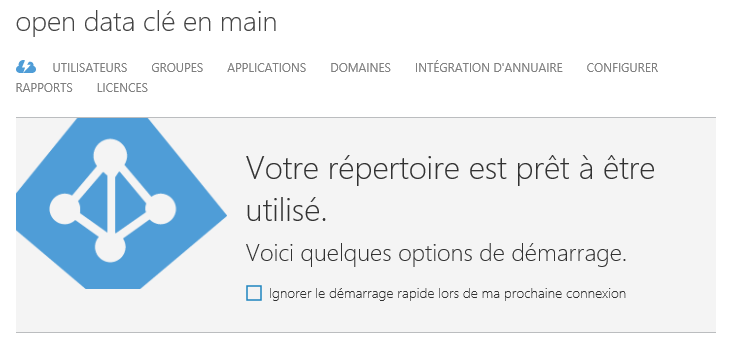 open data clé en main
UTILISATEURS GROUPES APPLICATIONS DOMAINES INTÉGRATION D'ANNUAIRE CONFIGURER
RAPPORTS LICENCES
Votre répertoire est prêt à être
utilisé.
Voici quelques options de démarrage.
Ignorer le démarrage rapide lors de ma prochaine connexion